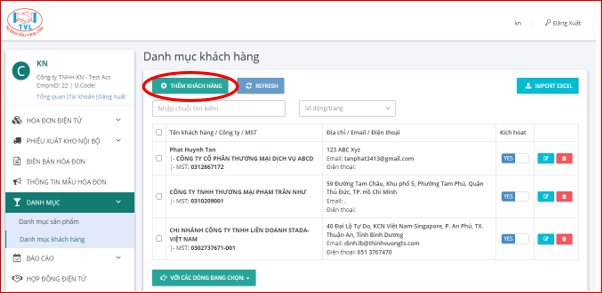 TVL
kn
Đăng Xuất
C
KN
Công ty TNHH KN - Test Acc
CmpnID: 22 | U.Code:
Tổng quan|Tài khoản|Đăng Xuất
HÓA ĐƠN ĐIỆN TỬ
PHIẾU XUẤT KHO NỘI BỘ
BIÊN BẢN HÓA ĐƠN
THÔNG TIN MẪU HÓA ĐƠN
DANH MỤC
Danh mục sản phẩm
Danh mục khách hàng
BÁO CÁO
HỢP ĐỒNG ĐIỆN TỬ
Danh mục khách hàng
THÊM KHÁCH HÀNG
REFRESH
IMPORT EXCEL
Nhập chuỗi tìm kiếm
Số dòng/trang
Tên khách hàng / Công ty / MST
Địa chỉ / Email / Điện thoại
Kích hoạt
Phat Huynh Tan
|- CÔNG TY CỔ PHẦN THƯƠNG MẠI DỊCH VỤ ABCD
|- MST: 0312867172
123 ABC Xyz
Email: tanphat3413@gmail.com
Điện thoại:
YES
CÔNG TY TNHH THƯƠNG MẠI PHẠM TRẦN NHƯ
|- MST: 0310209001
59 Đường Tam Châu, Khu phố 5, Phường Tam Phú, Quận
Thủ Đức, TP. Hồ Chí Minh
Email: .
Điện thoại:
YES
CHI NHÁNH CÔNG TY TNHH LIÊN DOANH STADA-
VIỆT NAM
|- MST: 0302737671-001
40 Đại Lộ Tự Do, KCN Việt Nam-Singapore, P. An Phú, TX.
Thuận An, Tỉnh Bình Dương
Email: dinh.lb@thinhvuongts.com
Điện thoại: 651 3767470
YES
VỚI CÁC DÒNG ĐANG CHỌN: